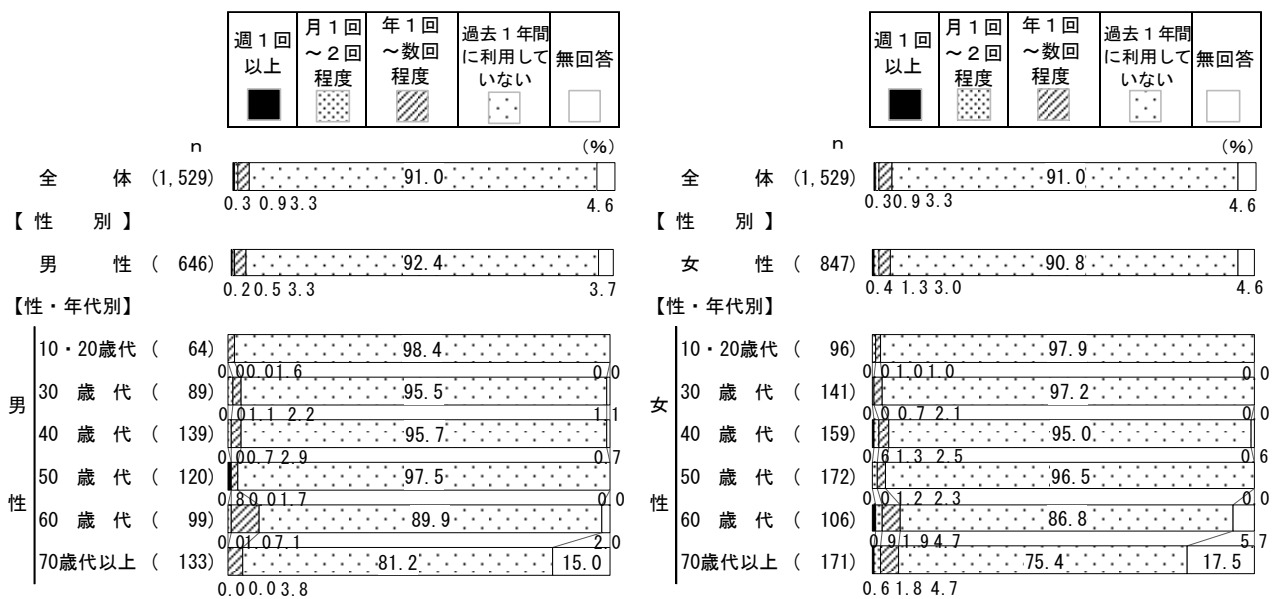 週１回以上 月１回～２回程度 年１回～数回程度 過去１年間に利用していない 無回答
n (%)
全体 (1,529) 91.0
0.3 0.9 3.3 4.6
【性別】
男性 (646) 92.4
0.2 0.5 3.3 3.7
【性・年代別】
男性
10・20歳代 (64) 98.4
0.0 0.0 1.6 0.0
30歳代 (89) 95.5
0.0 1.1 2.2 1.1
40歳代 (139) 95.7
0.0 0.7 2.9 0.7
50歳代 (120) 97.5
0.8 0.0 1.7 0.0
60歳代 (99) 89.9
0.0 1.0 7.1 2.0
70歳代以上 (133) 81.2 15.0
0.0 0.0 3.8
週１回以上 月１回～２回程度 年１回～数回程度 過去１年間に利用していない 無回答
n (%)
全体 (1,529) 91.0
0.3 0.9 3.3 4.6
【性別】
女性 (847) 90.8
0.4 1.3 3.0 4.6
【性・年代別】
女性
10・20歳代 (96) 97.9
0.0 1.0 1.0 0.0
30歳代 (141) 97.2
0.0 0.7 2.1 0.0
40歳代 (159) 95.0
0.6 1.3 2.5 0.6
50歳代 (172) 96.5
0.0 1.2 2.3 0.0
60歳代 (106) 86.8
0.9 1.9 4.7 5.7
70歳代以上 (171) 75.4 17.5
0.6 1.8 4.7